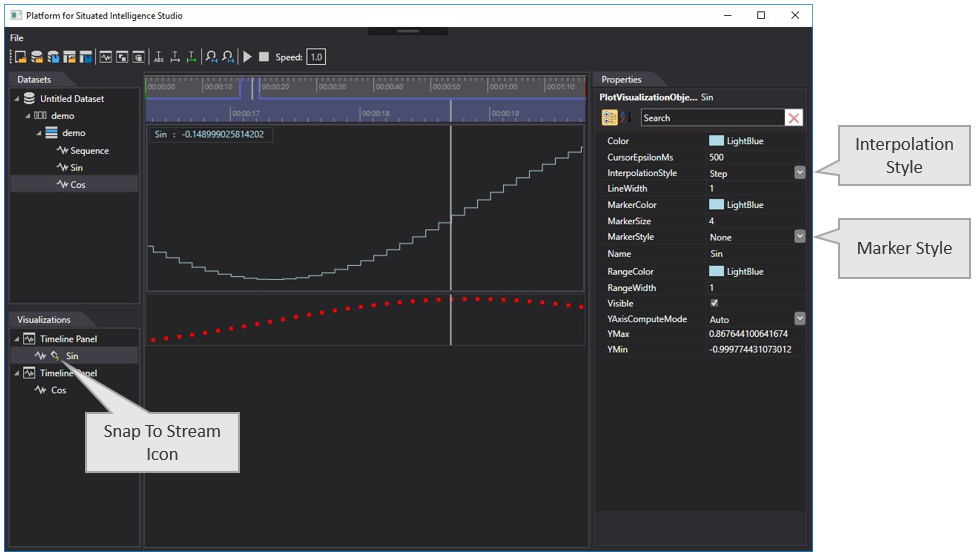 Platform for Situated Intelligence Studio
File
ABS
Speed: 1.0
Datasets
Untitled Dataset
demo
demo
Sequence
Sin
Cos
Visualizations
Timeline Panel
Sin
Timeline Panel
Cos
00:00:00 00:00:10 00:00:20 00:00:30 00:00:40 00:00:50 00:01:00 00:01:10
00:00:17 00:00:18 00:00:19
Sin : -0.148999025814202
Properties
PlotVisualizationObje... Sin
Search
Color LightBlue
CursorEpsilonMs 500
InterpolationStyle Step
LineWidth 1
MarkerColor LightBlue
MarkerSize 4
MarkerStyle None
Name Sin
RangeColor LightBlue
RangeWidth 1
Visible
YAxisComputeMode Auto
YMax 0.867644100641674
YMin -0.999774431073012
Interpolation
Style
Marker Style
Snap To Stream
Icon